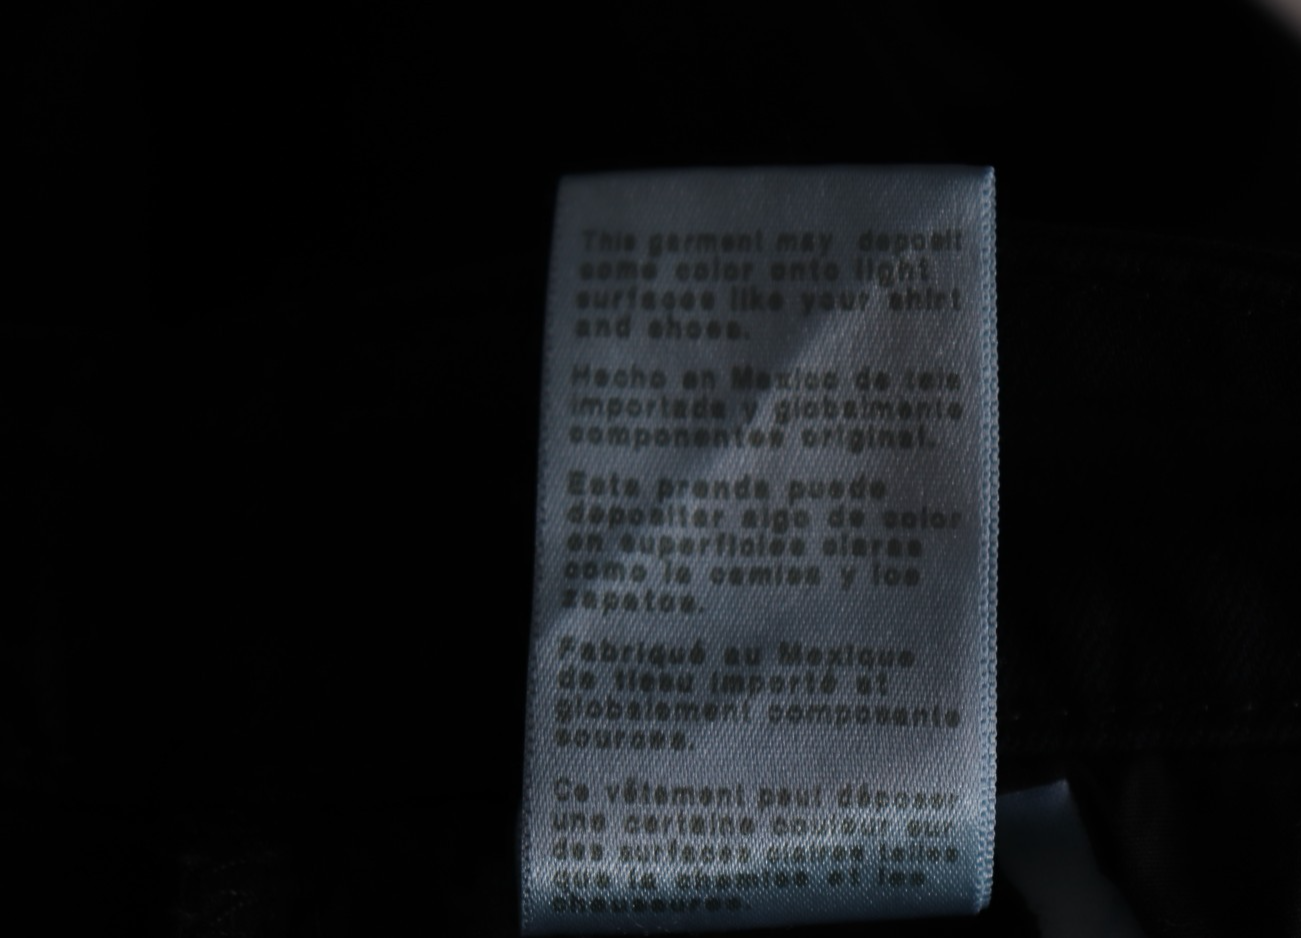 This garment may deposit
some color onto light
surfaces like your shirt
and shoes.
Hecho en Mexico de tela
importada y globalmente
componentes original.
Esta prenda puede
depositar algo de color
en superficies claras
como la camisa y los
zapatos.
Fabriqué au Mexique
de tissu importé et
globalement composants
sources.
Ce vêtement peut déposer
une certaine couleur sur
des surfaces claires telles
que la chemise et les
chaussures.